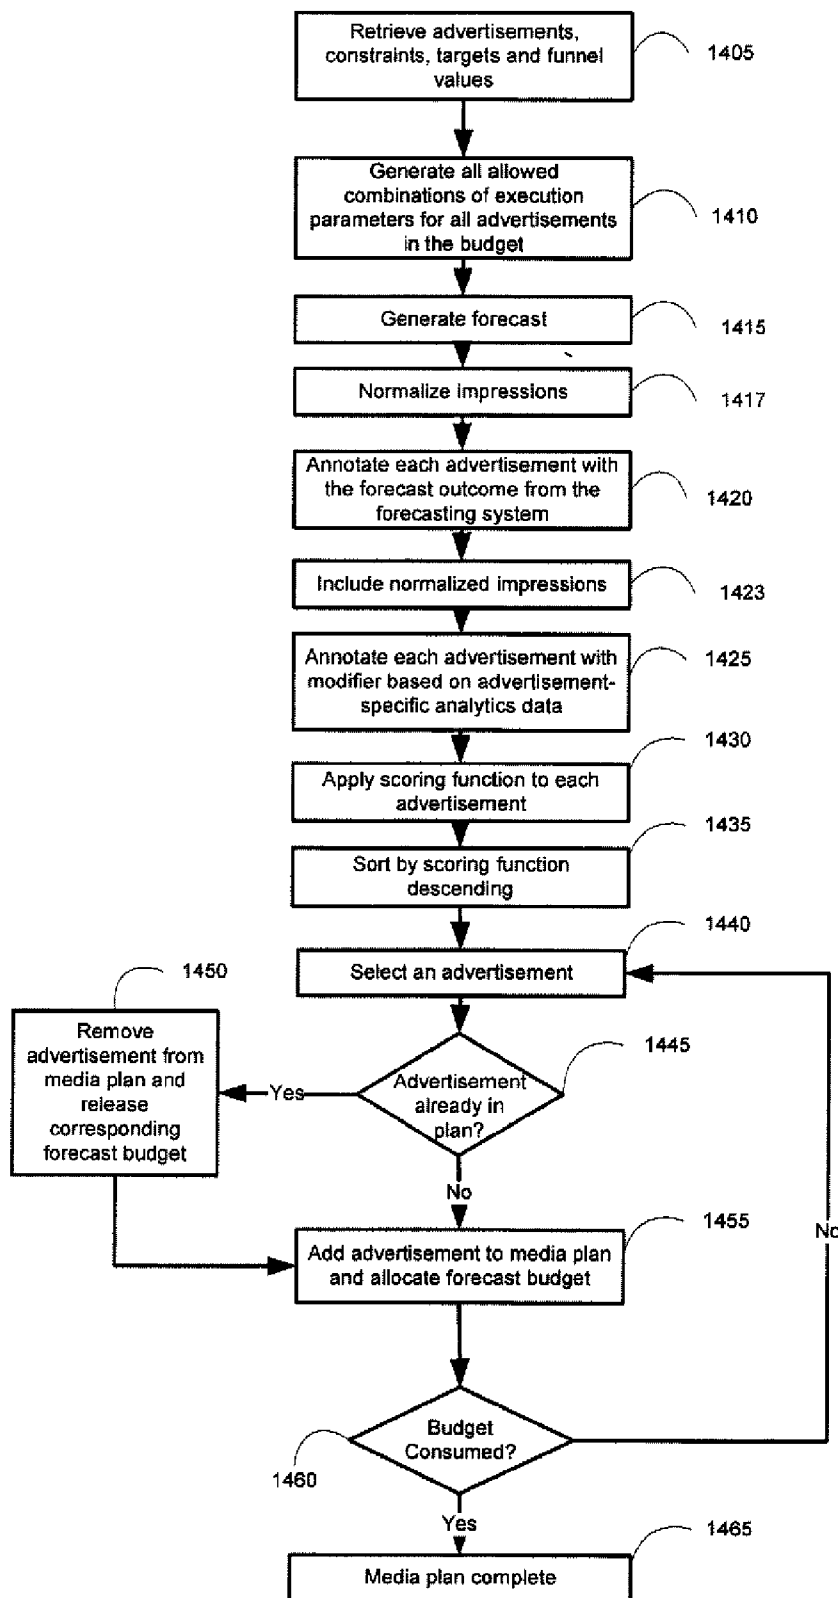 Retrieve advertisements,
constraints, targets and funnel
values
1405
Generate all allowed
combinations of execution
parameters for all advertisements
in the budget
1410
Generate forecast
1415
Normalize impressions
1417
Annotate each advertisement with
the forecast outcome from the
forecasting system
1420
Include normalized impressions
1423
Annotate each advertisement with
modifier based on advertisement-
specific analytics data
1425
1430
Apply scoring function to each
advertisement
1435
Sort by scoring function
descending
1440
Select an advertisement
1450
Remove
advertisement from
media plan and
release
corresponding
forecast budget
Yes
Advertisement
already in
plan?
1445
No
1455
Add advertisement to media plan
and allocate forecast budget
No
Budget
Consumed?
1460
Yes
1465
Media plan complete